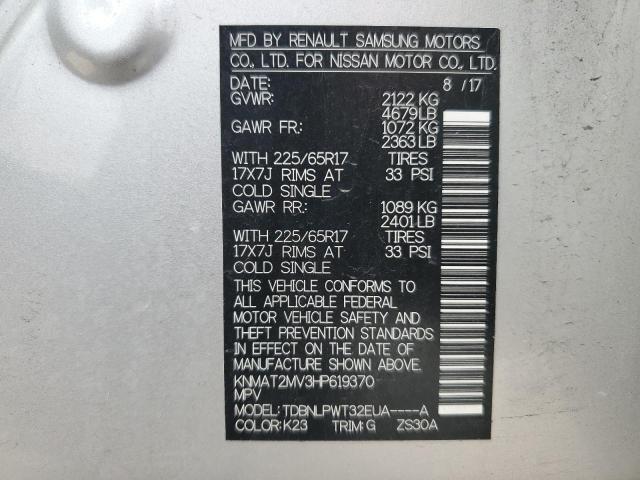 MFD BY RENAULT SAMSUNG MOTORS
CO., LTD. FOR NISSAN MOTOR CO., LTD.
DATE: 8 /17
GVWR: 2122 KG
4679 LB
GAWR FR: 1072 KG
2363 LB
WITH 225/65R17 TIRES
17X7J RIMS AT 33 PSI
COLD SINGLE
GAWR RR: 1089 KG
2401 LB
WITH 225/65R17 TIRES
17X7J RIMS AT 33 PSI
COLD SINGLE
THIS VEHICLE CONFORMS TO
ALL APPLICABLE FEDERAL
MOTOR VEHICLE SAFETY AND
THEFT PREVENTION STANDARDS
IN EFFECT ON THE DATE OF
MANUFACTURE SHOWN ABOVE.
KNMAT2MV3HP619370
MPV
MODEL: TDBNLPWT32EUA----A
COLOR: K23 TRIM: G ZS30A